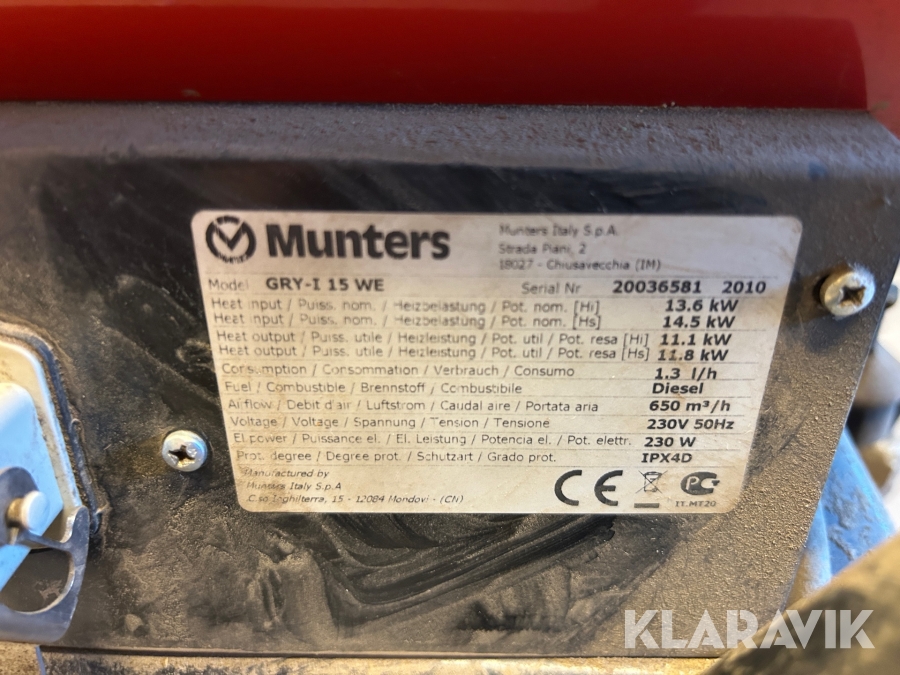 Munters
Munters Italy S.p.A.
Strada Piani, 2
18027 - Chiusavecchia (IM)
Model GRY-I 15 WE Serial Nr 20036581 2010
Heat input / Puiss. nom. / Heizbelastung / Pot. nom. [Hi] 13.6 kW
Heat input / Puiss. nom. / Heizbelastung / Pot. nom. [Hs] 14.5 kW
Heat output / Puiss. utile / Heizleistung / Pot. util / Pot. resa [Hi] 11.1 kW
Heat output / Puiss. utile / Heizleistung / Pot. util / Pot. resa [Hs] 11.8 kW
Consumption / Consommation / Verbrauch / Consumo 1.3 l/h
Fuel / Combustible / Brennstoff / Combustibile Diesel
Airflow / Debit d'air / Luftstrom / Caudal aire / Portata aria 650 m³/h
Voltage / Voltage / Spannung / Tension / Tensione 230V 50Hz
El power / Puissance el. / El. Leistung / Potencia el. / Pot. elettr. 230 W
Prot. degree / Degree prot. / Schutzart / Grado prot. IPX4D
Manufactured by
Munters Italy S.p.A
C.so Inghilterra, 15 - 12084 Mondovi - (CN)
CE
IT.MT20
KLARAVIK